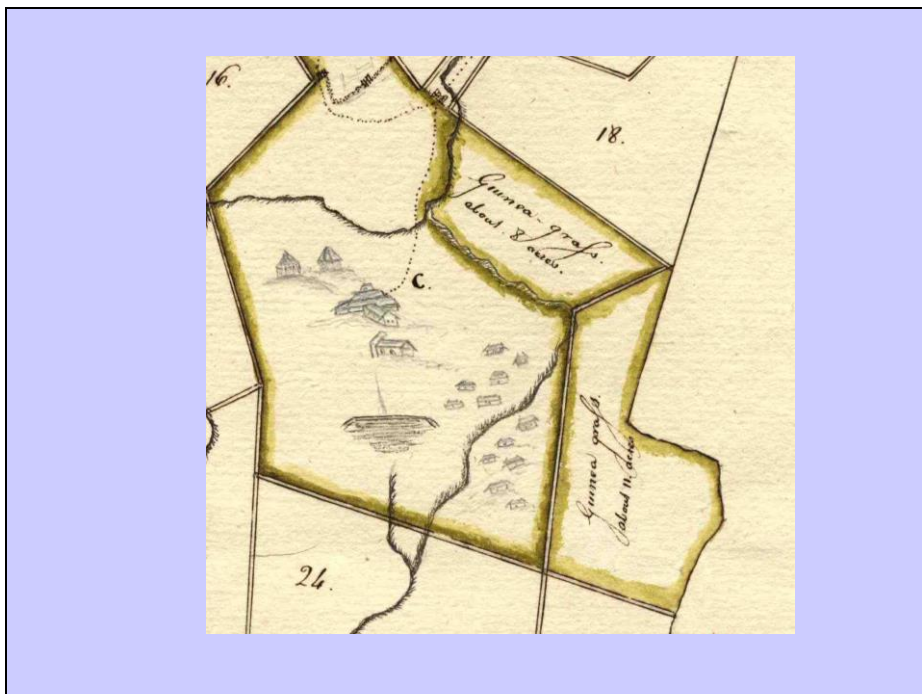 16.
18.
Guinea-graſs.
about 8
acres.
C.
Guinea graſs.
about 11 acres
24.